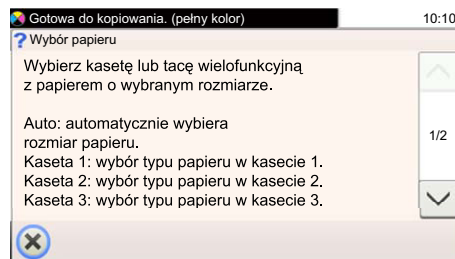 Gotowa do kopiowania. (pełny kolor) 10:10
? Wybór papieru
Wybierz kasetę lub tacę wielofunkcyjną
z papierem o wybranym rozmiarze.
Auto: automatycznie wybiera
rozmiar papieru.
Kaseta 1: wybór typu papieru w kasecie 1.
Kaseta 2: wybór typu papieru w kasecie 2.
Kaseta 3: wybór typu papieru w kasecie 3.
1/2